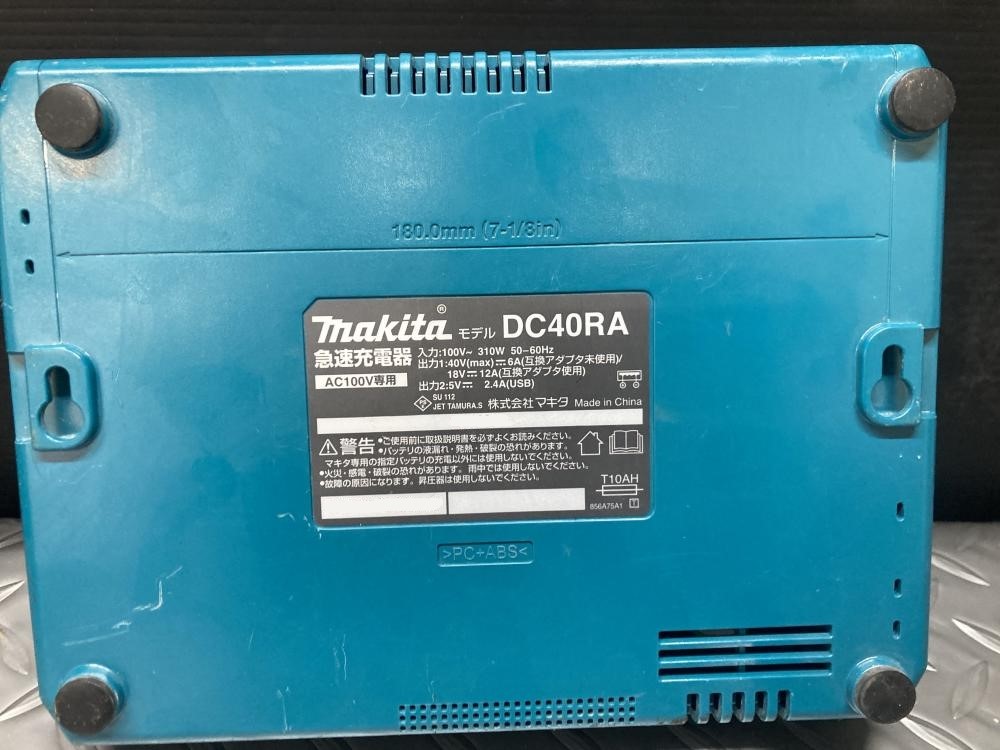 180.0mm (7-1/8in)
makita® モデル DC40RA
急速充電器
AC100V専用
入力:100V~ 310W 50-60Hz
出力1:40V(max)⎓6A(互換アダプタ未使用)/
18V⎓12A(互換アダプタ使用)
出力2:5V⎓ 2.4A(USB)
PS E SU 112
JET TAMURA.S 株式会社マキタ Made in China
⚠警告
•ご使用前に取扱説明書を必ずよくお読みください。
•バッテリの液漏れ・発熱・破裂の恐れがあります。
マキタ専用の指定バッテリの充電以外には使用しないでください。
•火災・感電・破裂の恐れがあります。雨中では使用しないでください。
•故障の原因になります。昇圧器は使用しないでください。
T10AH
856A75A1 T
>PC+ABS<